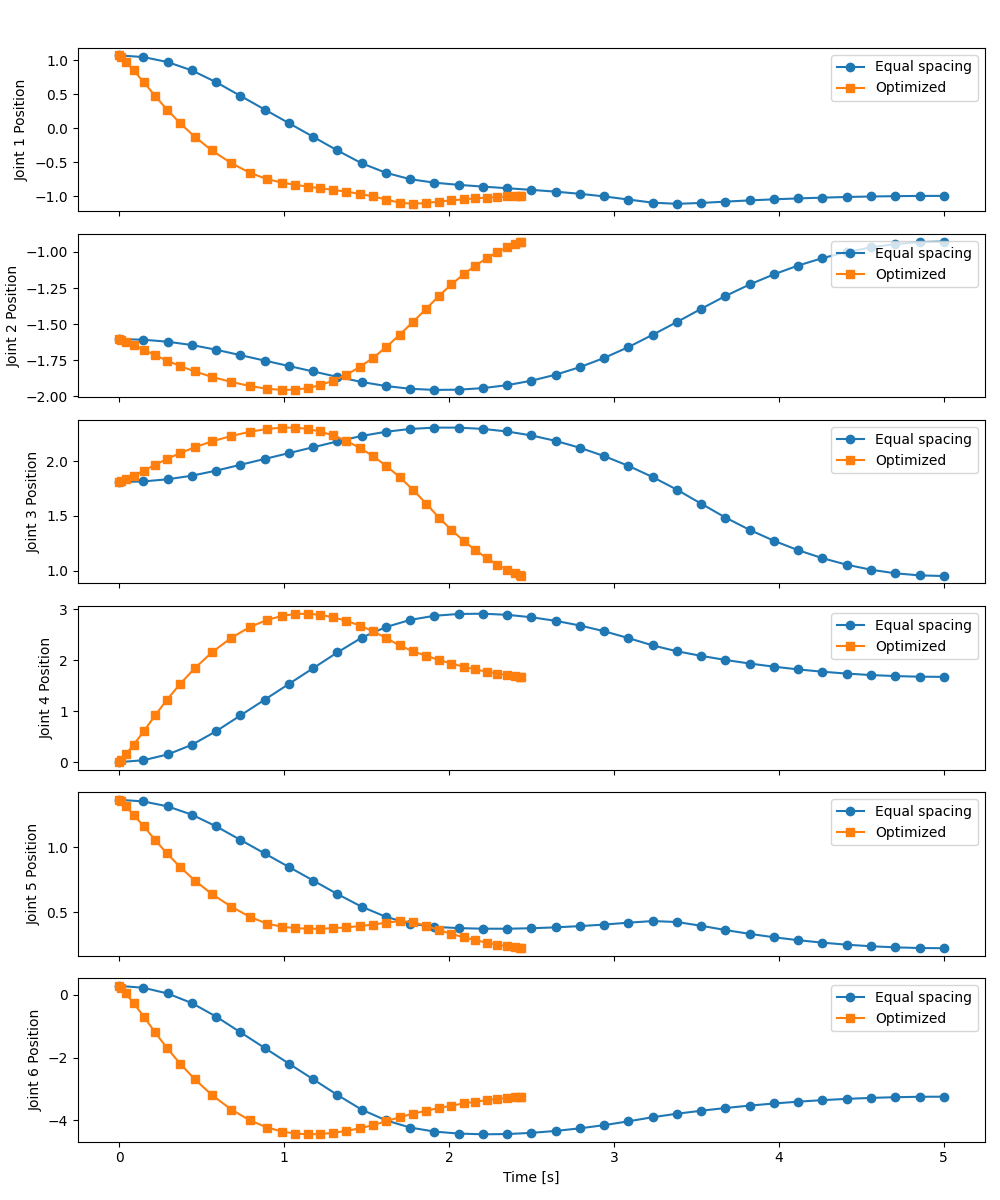 Joint 1 Position
1.0
0.5
0.0
−0.5
−1.0
Equal spacing
Optimized
Joint 2 Position
−1.00
−1.25
−1.50
−1.75
−2.00
Equal spacing
Optimized
Joint 3 Position
2.0
1.5
1.0
Equal spacing
Optimized
Joint 4 Position
3
2
1
0
Equal spacing
Optimized
Joint 5 Position
1.0
0.5
Equal spacing
Optimized
Joint 6 Position
0
−2
−4
Equal spacing
Optimized
0 1 2 3 4 5
Time [s]